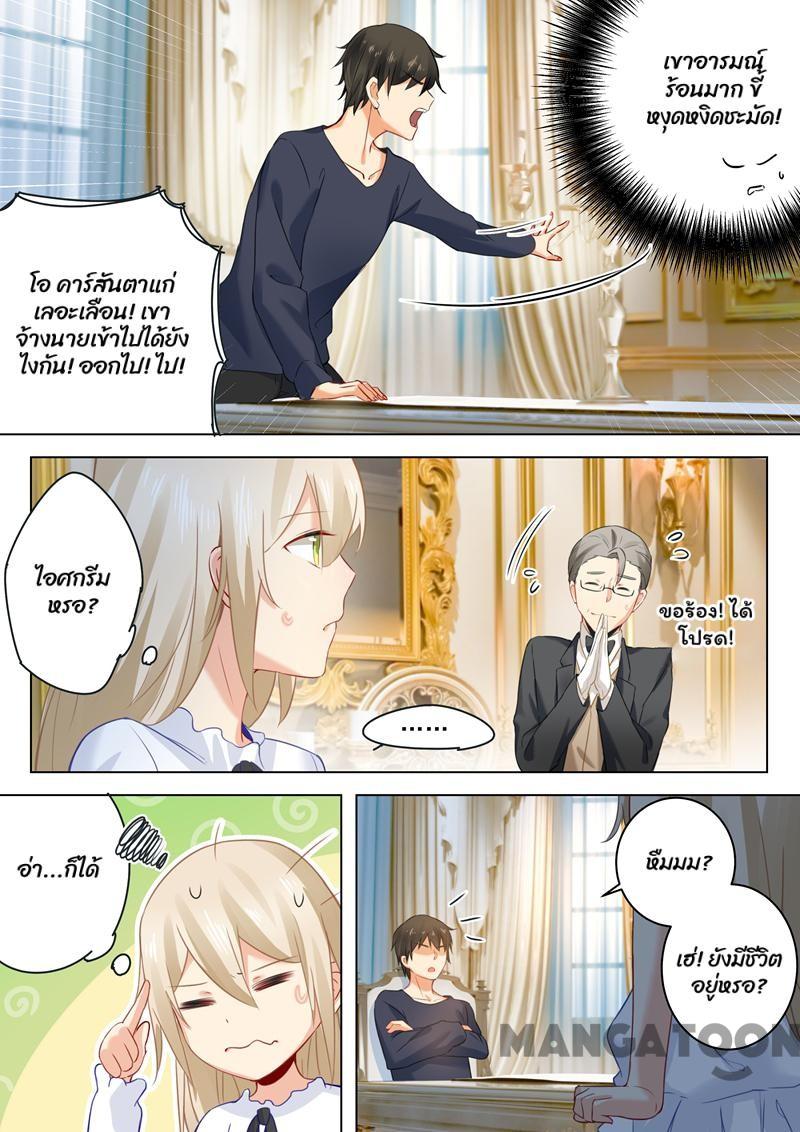 เขาอารมณ์
ร้อนมาก ขี้
หงุดหงิดชะมัด!
โอ คาร์สันตาแก่
เลอะเลือน! เขา
จ้างนายเข้าไปได้ยัง
ไงกัน! ออกไป! ไป!
ไอศกรีม
หรอ?
ขอร้อง! ได้
โปรด!
......
อ่า...ก็ได้
หืมมม?
เฮ่! ยังมีชีวิต
อยู่หรอ?
MANGATOON